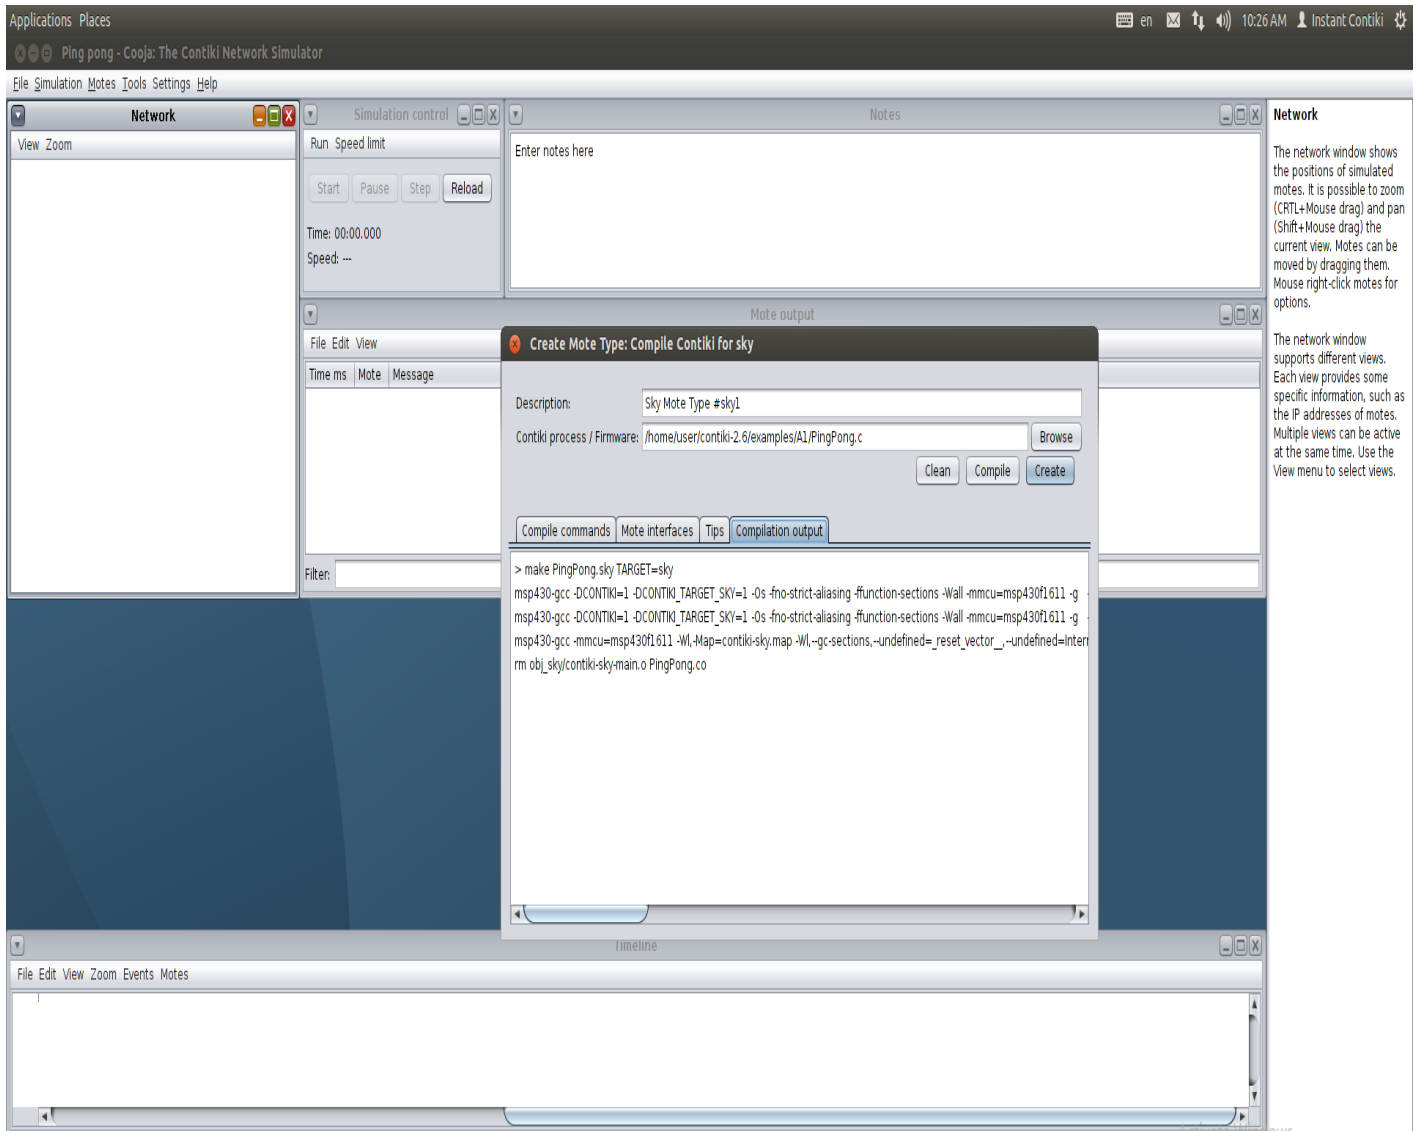 Applications Places
en 10:26 AM Instant Contiki
Ping pong - Cooja: The Contiki Network Simulator
File Simulation Motes Tools Settings Help
Network
View Zoom
Simulation control
Run Speed limit
Start Pause Step Reload
Time: 00:00.000
Speed: ---
Notes
Enter notes here
Mote output
File Edit View
Time ms Mote Message
Filter:
Network
The network window shows
the positions of simulated
motes. It is possible to zoom
(CRTL+Mouse drag) and pan
(Shift+Mouse drag) the
current view. Motes can be
moved by dragging them.
Mouse right-click motes for
options.
The network window
supports different views.
Each view provides some
specific information, such as
the IP addresses of motes.
Multiple views can be active
at the same time. Use the
View menu to select views.
Create Mote Type: Compile Contiki for sky
Description: Sky Mote Type #sky1
Contiki process / Firmware: /home/user/contiki-2.6/examples/A1/PingPong.c Browse
Clean Compile Create
Compile commands Mote interfaces Tips Compilation output
> make PingPong.sky TARGET=sky
msp430-gcc -DCONTIKI=1 -DCONTIKI_TARGET_SKY=1 -Os -fno-strict-aliasing -ffunction-sections -Wall -mmcu=msp430f1611 -g -
msp430-gcc -DCONTIKI=1 -DCONTIKI_TARGET_SKY=1 -Os -fno-strict-aliasing -ffunction-sections -Wall -mmcu=msp430f1611 -g -
msp430-gcc -mmcu=msp430f1611 -Wl,-Map=contiki-sky.map -Wl,--gc-sections,--undefined=_reset_vector__,--undefined=Interr
rm obj_sky/contiki-sky-main.o PingPong.co
Timeline
File Edit View Zoom Events Motes